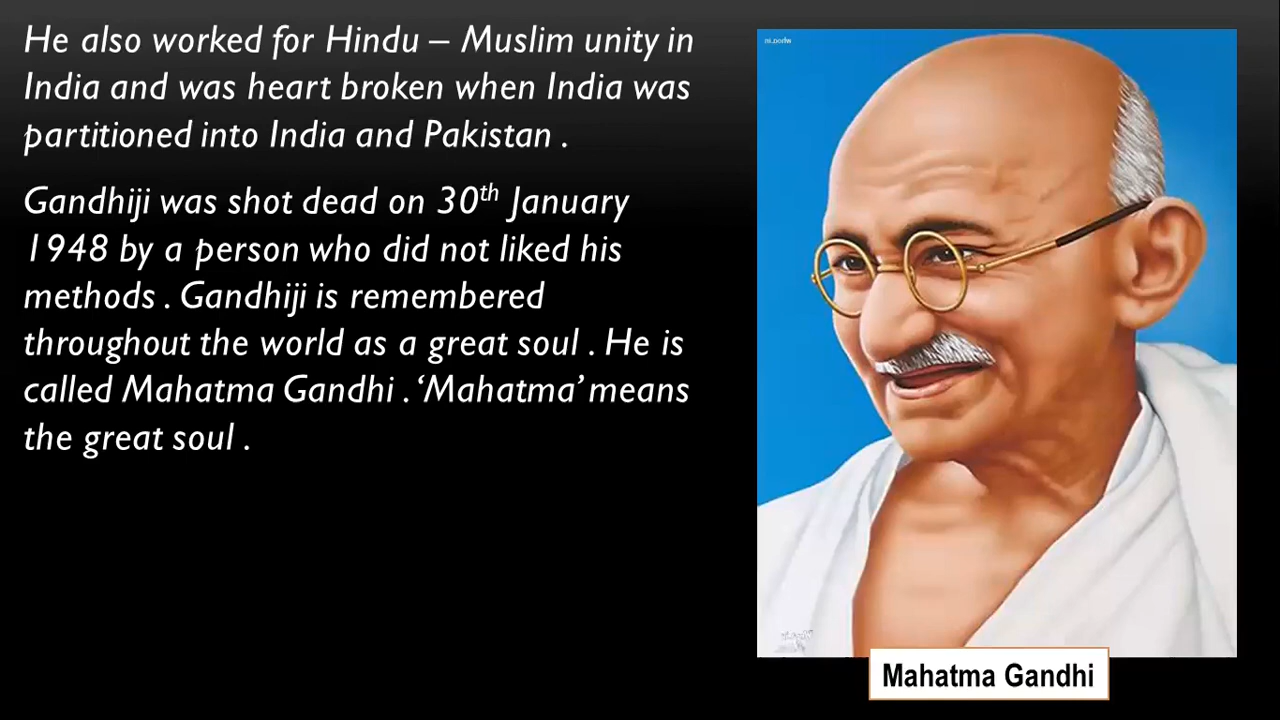 He also worked for Hindu – Muslim unity in
India and was heart broken when India was
partitioned into India and Pakistan .
Gandhiji was shot dead on 30th January
1948 by a person who did not liked his
methods . Gandhiji is remembered
throughout the world as a great soul . He is
called Mahatma Gandhi . ‘Mahatma’ means
the great soul .
Mahatma Gandhi